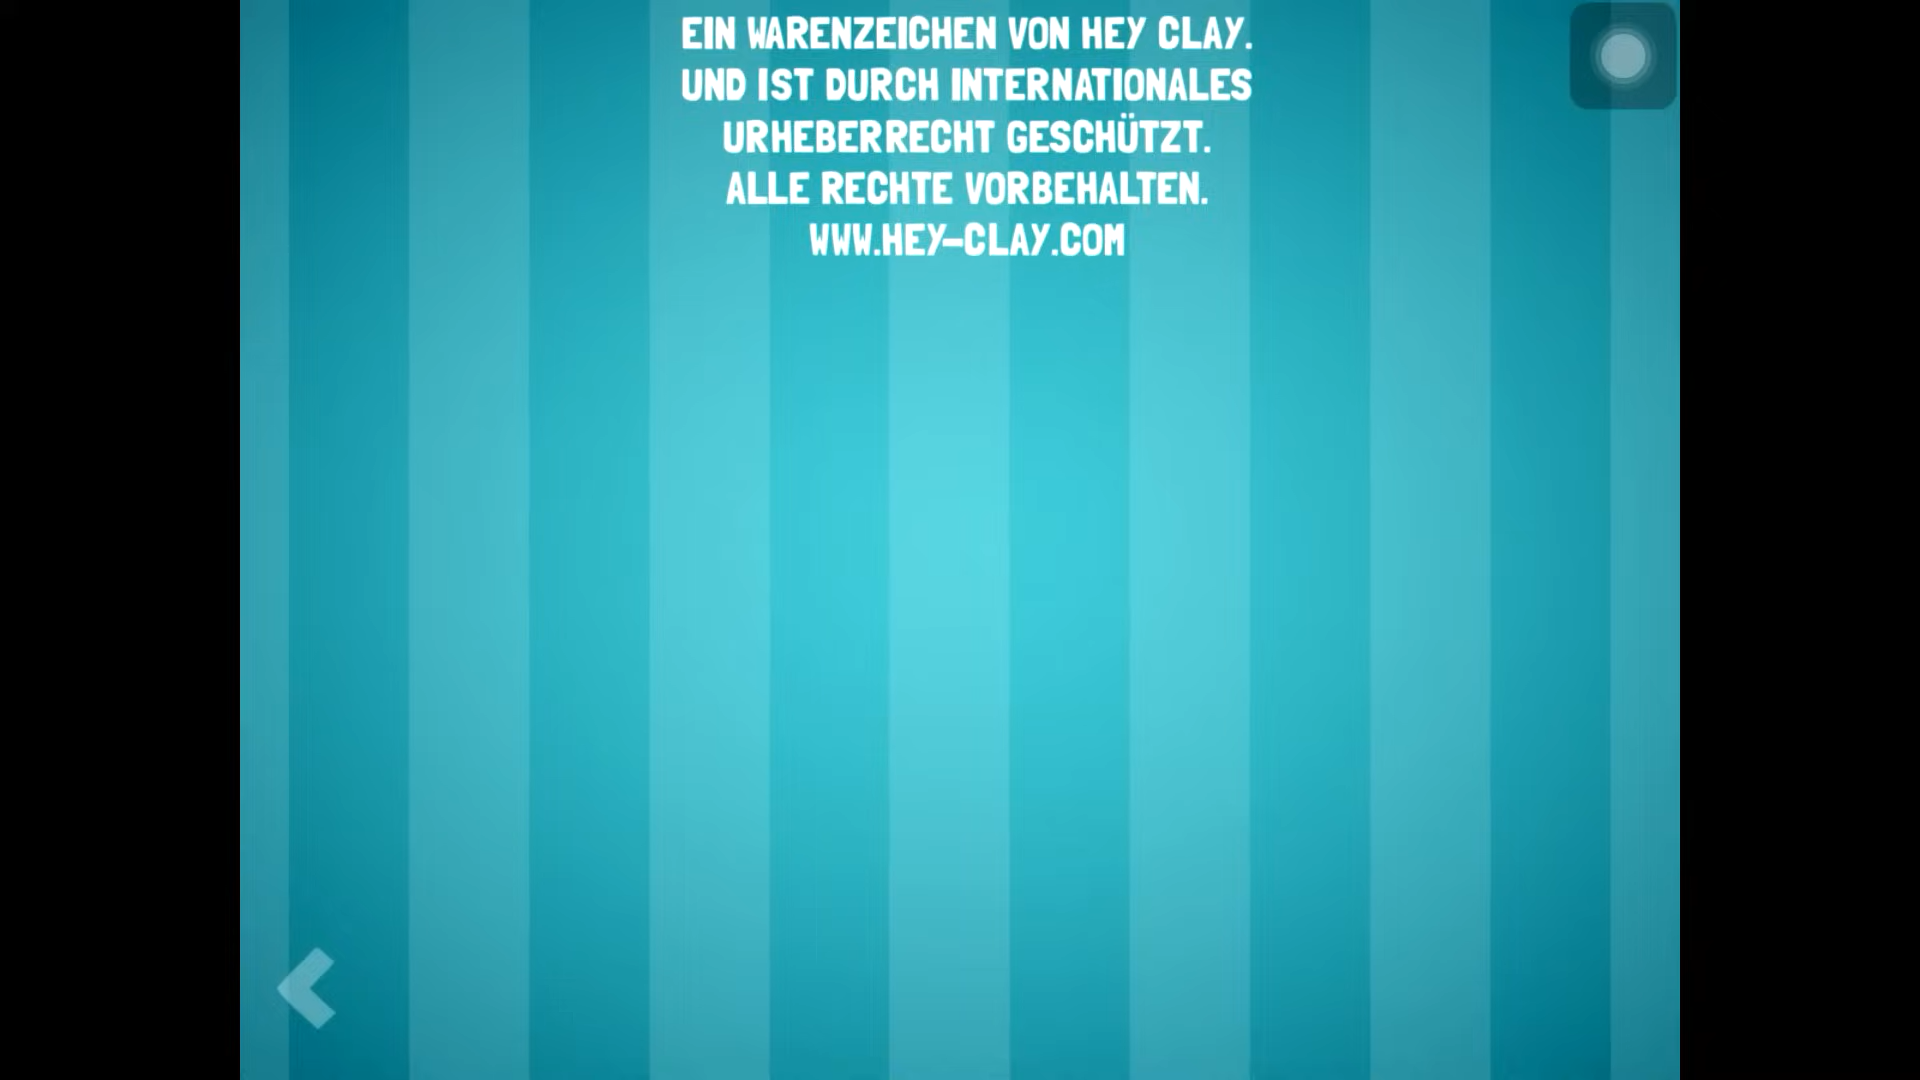 EIN WARENZEICHEN VON HEY CLAY.
UND IST DURCH INTERNATIONALES
URHEBERRECHT GESCHÜTZT.
ALLE RECHTE VORBEHALTEN.
WWW.HEY-CLAY.COM